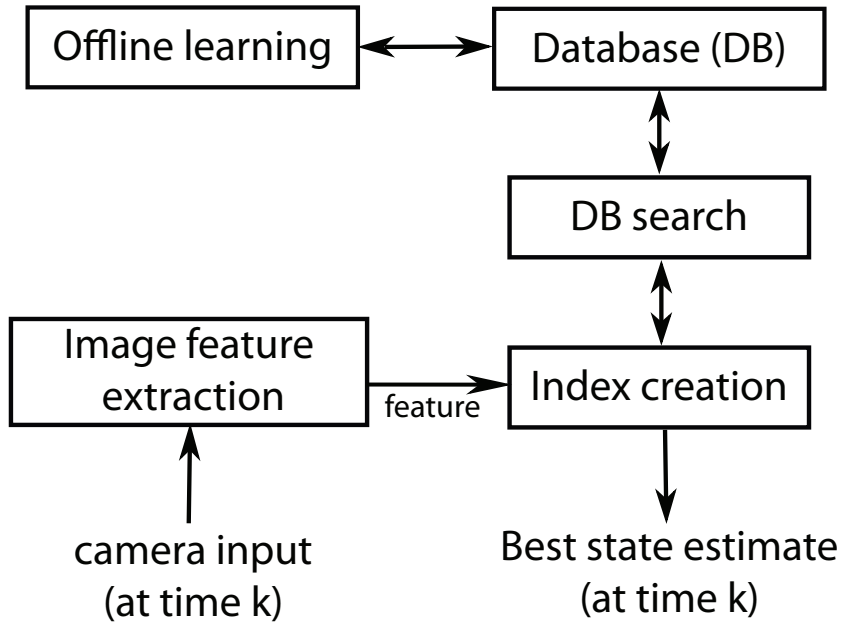 Offline learning
Database (DB)
DB search
Image feature
extraction
feature
Index creation
camera input
(at time k)
Best state estimate
(at time k)